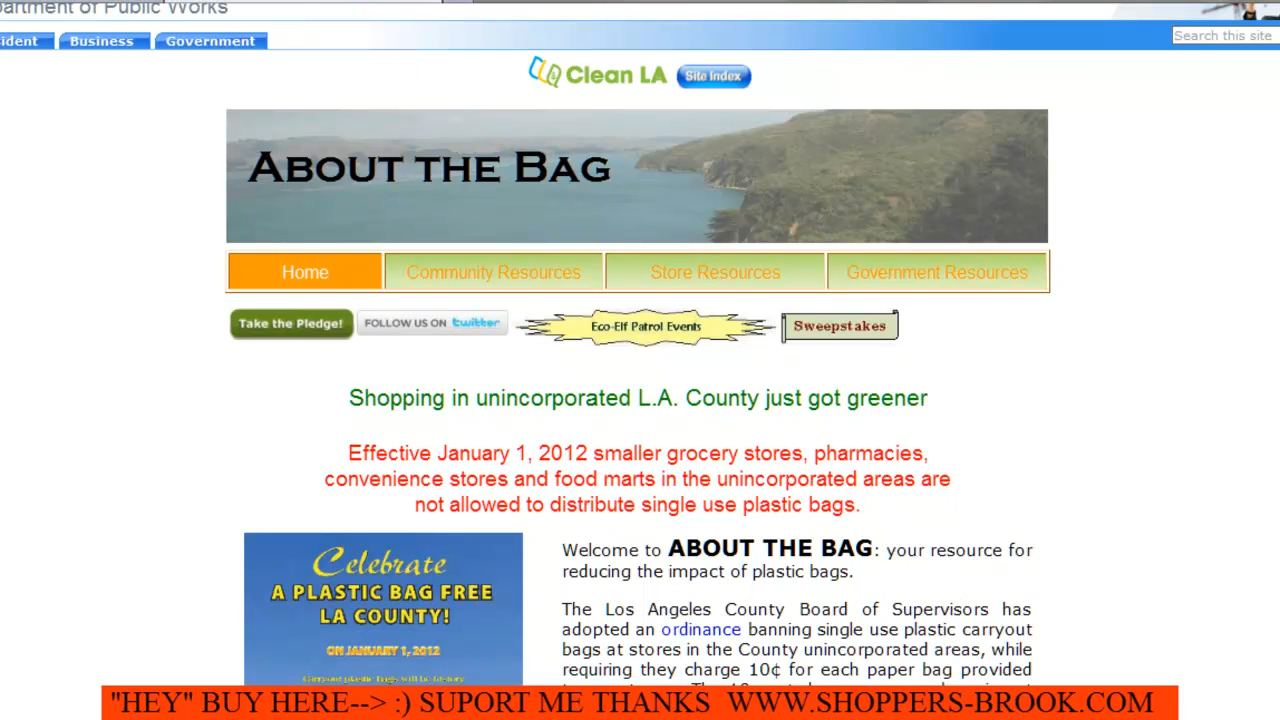 partment of Public Works
ident Business Government Search this site
Clean LA Site Index
ABOUT THE BAG
Home Community Resources Store Resources Government Resources
Take the Pledge! FOLLOW US ON twitter Eco-Elf Patrol Events Sweepstakes
Shopping in unincorporated L.A. County just got greener
Effective January 1, 2012 smaller grocery stores, pharmacies,
convenience stores and food marts in the unincorporated areas are
not allowed to distribute single use plastic bags.
Celebrate
A PLASTIC BAG FREE
LA COUNTY!
ON JANUARY 1, 2012
Welcome to ABOUT THE BAG: your resource for
reducing the impact of plastic bags.
The Los Angeles County Board of Supervisors has
adopted an ordinance banning single use plastic carryout
bags at stores in the County unincorporated areas, while
requiring they charge 10¢ for each paper bag provided
"HEY" BUY HERE--> :) SUPORT ME THANKS WWW.SHOPPERS-BROOK.COM